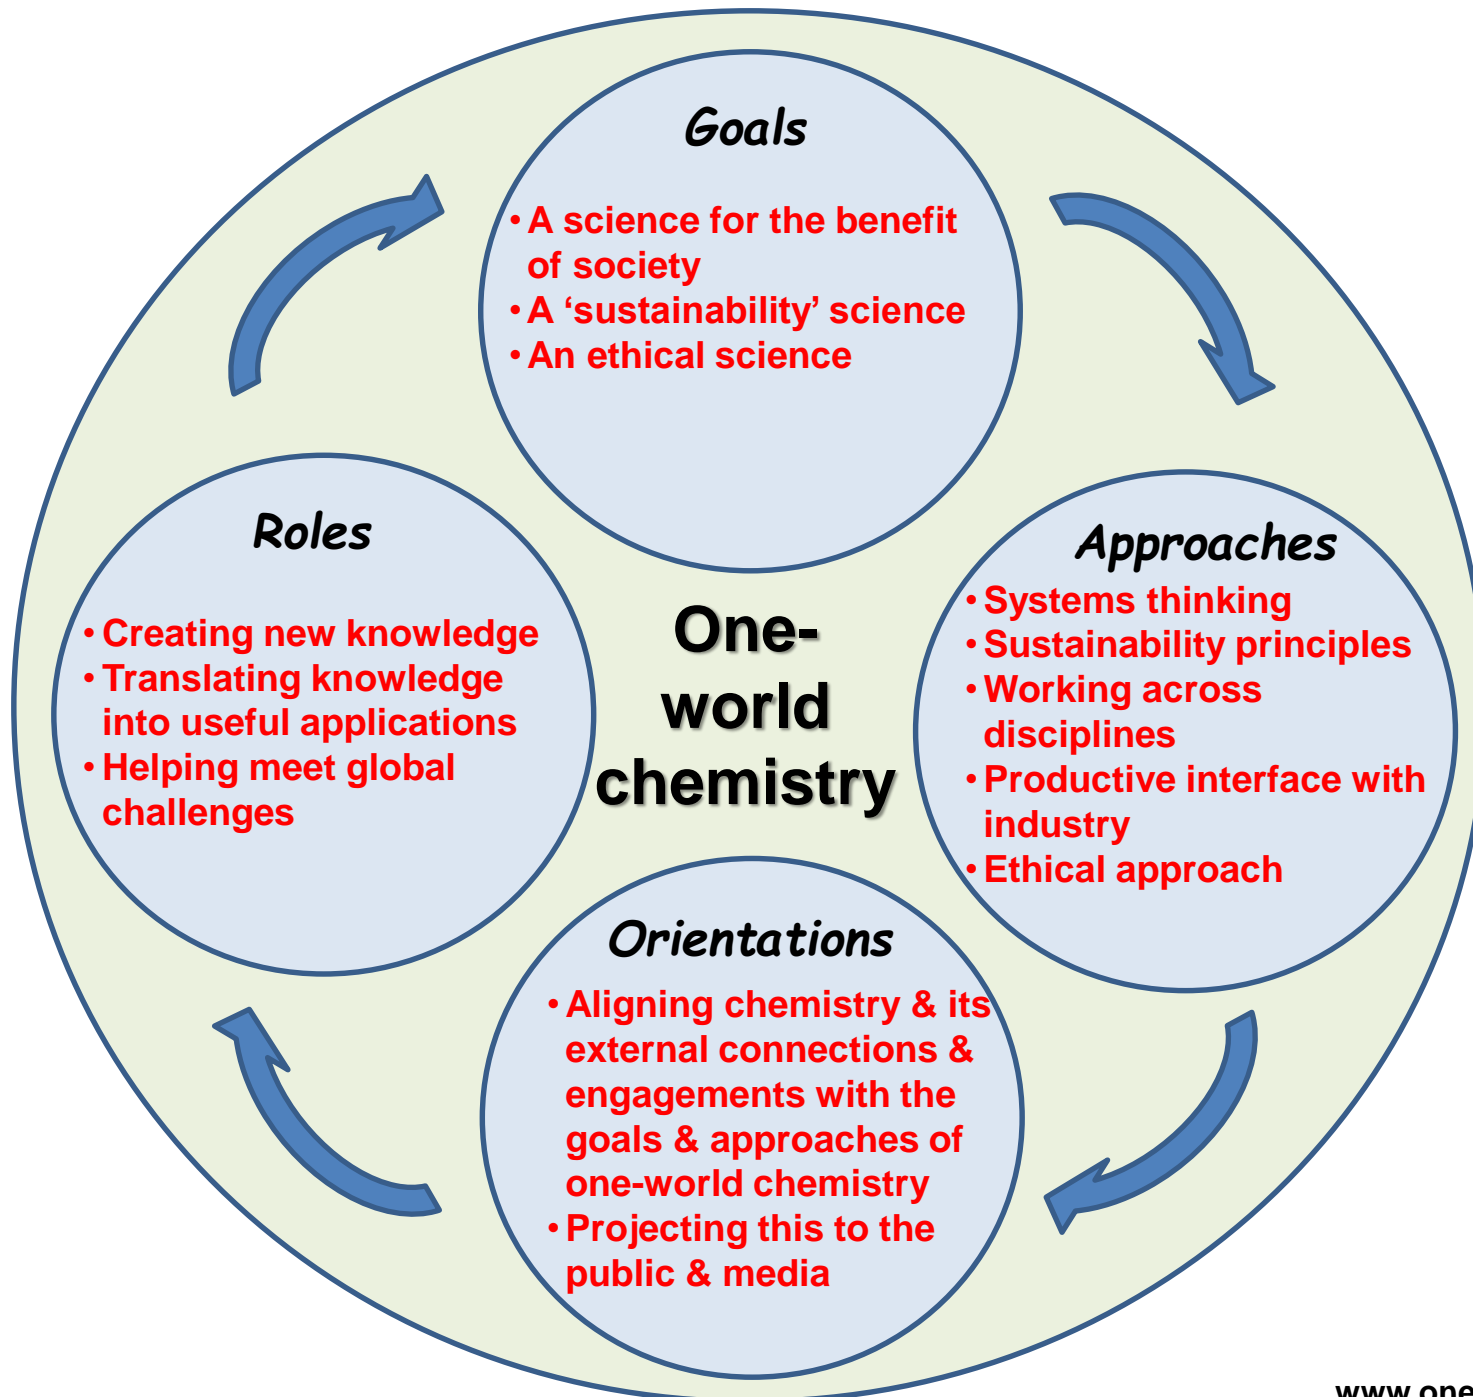 Goals
• A science for the benefit
of society
• A ‘sustainability’ science
• An ethical science
Roles
• Creating new knowledge
• Translating knowledge
into useful applications
• Helping meet global
challenges
One-
world
chemistry
Approaches
• Systems thinking
• Sustainability principles
• Working across
disciplines
• Productive interface with
industry
• Ethical approach
Orientations
• Aligning chemistry & its
external connections &
engagements with the
goals & approaches of
one-world chemistry
• Projecting this to the
public & media